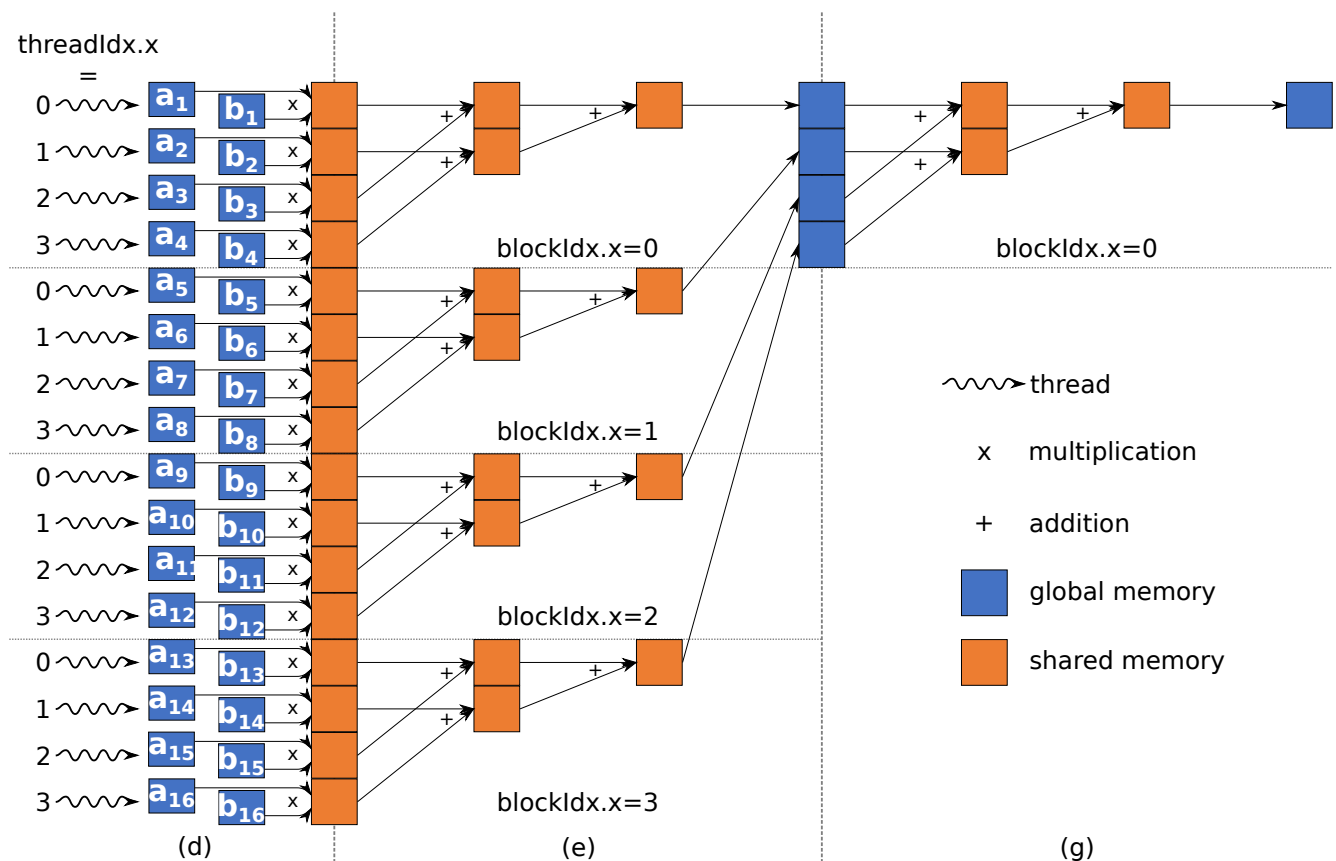 threadIdx.x
=
0 a1 b1 x + +
1 a2 b2 x +
2 a3 b3 x
3 a4 b4 x
blockIdx.x=0
0 a5 b5 x + +
1 a6 b6 x +
2 a7 b7 x
3 a8 b8 x
blockIdx.x=1
0 a9 b9 x + +
1 a10 b10 x +
2 a11 b11 x
3 a12 b12 x
blockIdx.x=2
0 a13 b13 x + +
1 a14 b14 x +
2 a15 b15 x
3 a16 b16 x
blockIdx.x=3
(d)
(e)
+ +
+
blockIdx.x=0
thread
x multiplication
+ addition
global memory
shared memory
(g)